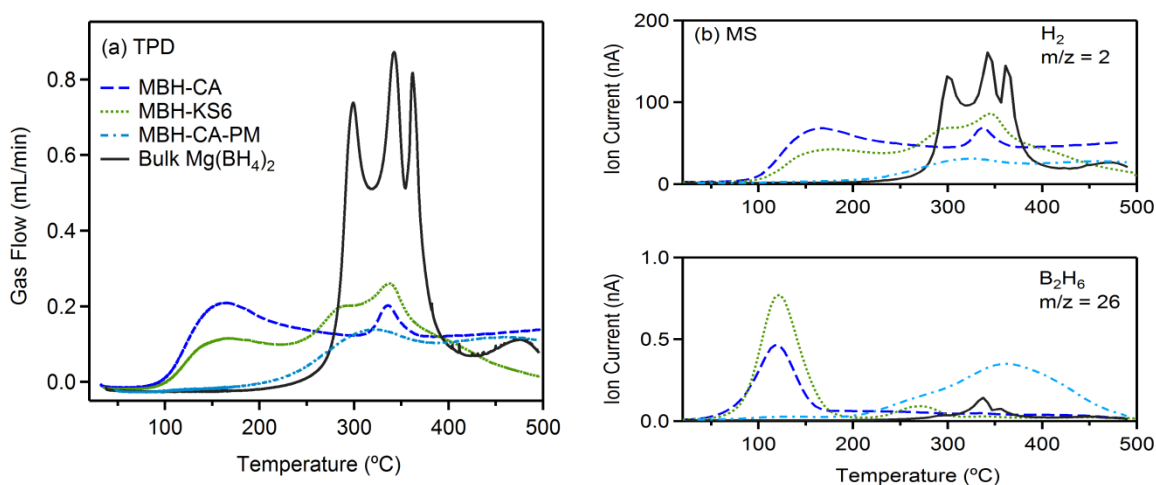 (a) TPD
MBH-CA
MBH-KS6
MBH-CA-PM
Bulk Mg(BH₄)₂
Gas Flow (mL/min)
0.8
0.6
0.4
0.2
0.0
100
200
300
400
500
Temperature (ºC)
(b) MS
H₂
m/z = 2
Ion Current (nA)
200
100
0
100
200
300
400
500
B₂H₆
m/z = 26
Ion Current (nA)
1.0
0.5
0.0
100
200
300
400
500
Temperature (ºC)